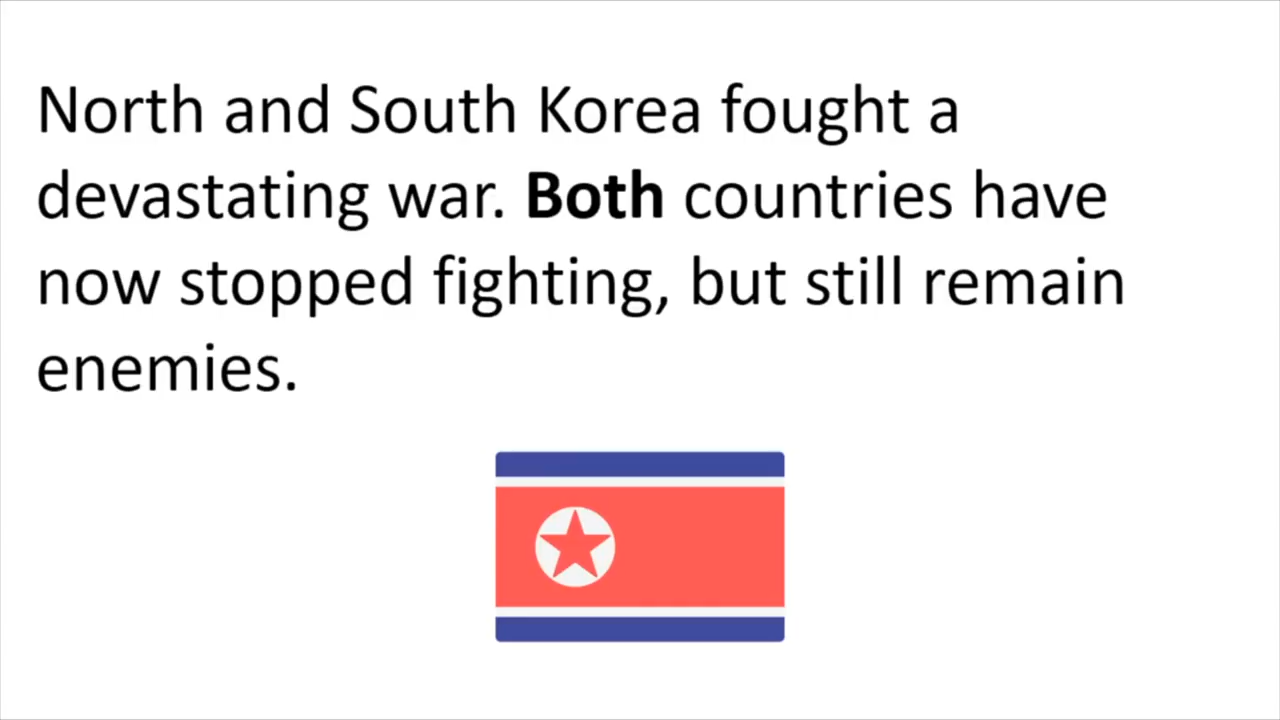 North and South Korea fought a
devastating war. Both countries have
now stopped fighting, but still remain
enemies.